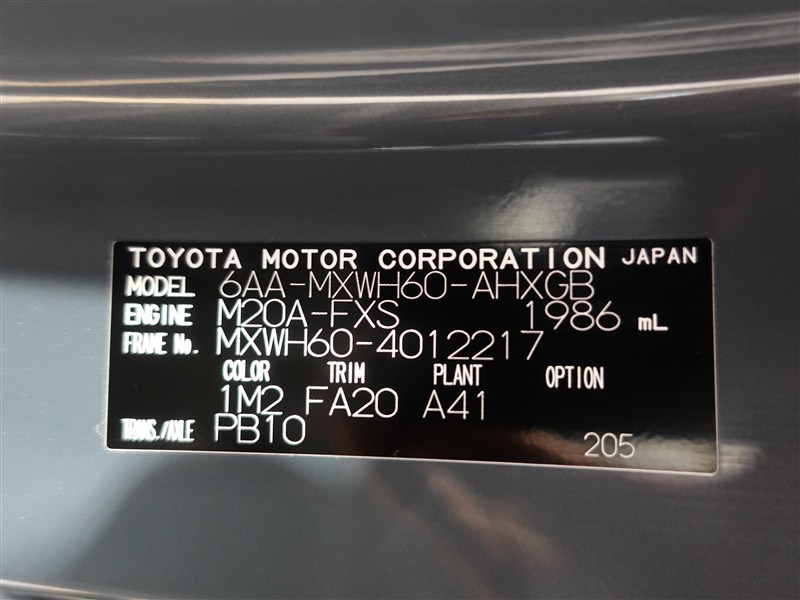 TOYOTA MOTOR CORPORATION JAPAN
MODEL 6AA-MXWH60-AHXGB
ENGINE M20A-FXS 1986 mL
FRAME No. MXWH60-4012217
COLOR TRIM PLANT OPTION
1M2 FA20 A41
TRANS./AXLE PB10
205